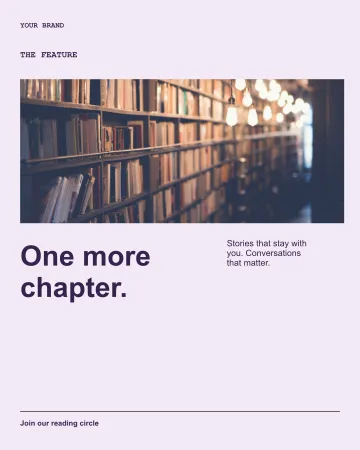 YOUR BRAND
THE FEATURE
One more
chapter.
Stories that stay with
you. Conversations
that matter.
Join our reading circle